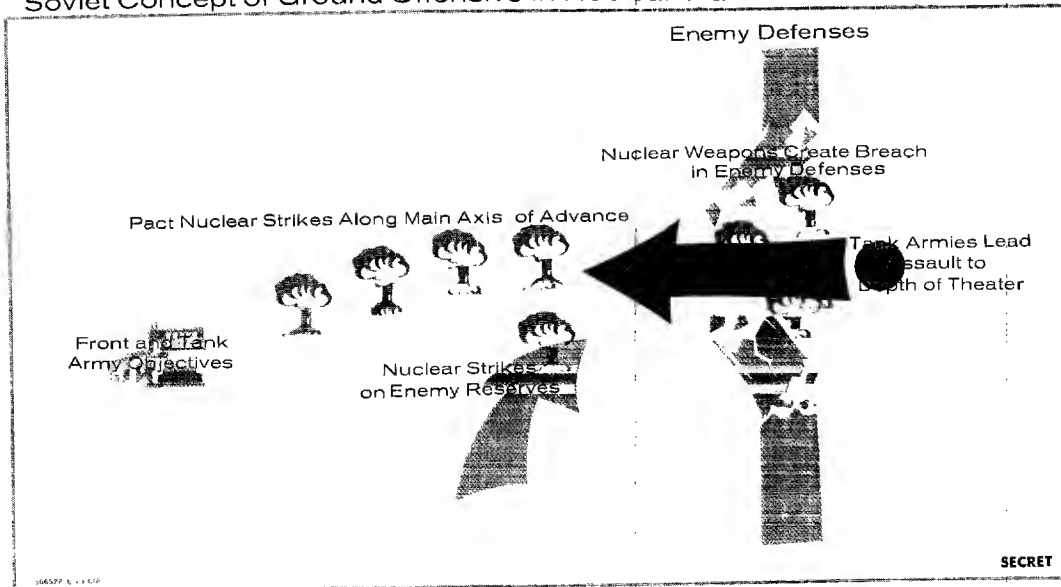 Soviet Concept of Ground Offensive in
Enemy Defenses
Nuclear Weapons Create Breach
in Enemy Defenses
Pact Nuclear Strikes Along Main Axis of Advance
Tank Armies Lead
Assault to
Depth of Theater
Front and Tank
Army Objectives
Nuclear Strikes
on Enemy Reserves
SECRET